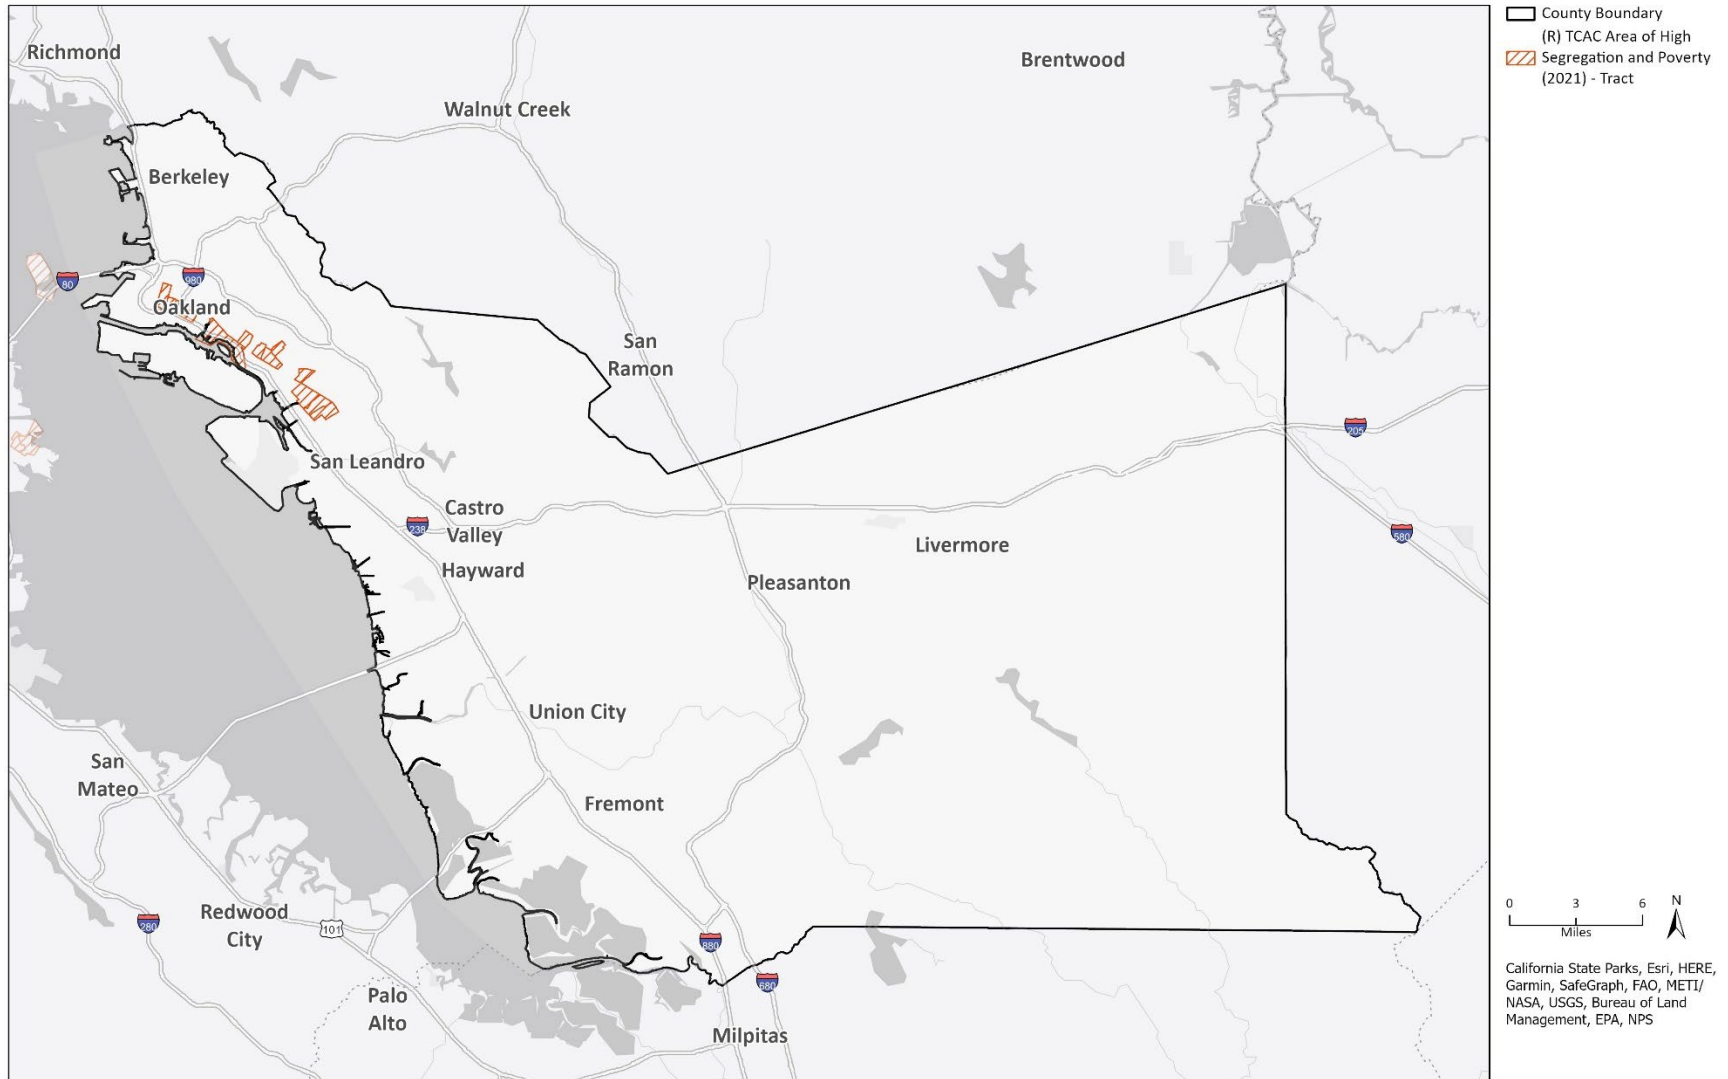 Richmond
Brentwood
Walnut Creek
Berkeley
80
980
Oakland
San
Ramon
205
San Leandro
Castro
Valley
238
580
Livermore
Hayward
Pleasanton
Union City
San
Mateo
Fremont
Redwood
City
280
101
880
680
Palo
Alto
Milpitas
County Boundary
(R) TCAC Area of High
Segregation and Poverty
(2021) - Tract
0 3 6
Miles
N
California State Parks, Esri, HERE,
Garmin, SafeGraph, FAO, METI/
NASA, USGS, Bureau of Land
Management, EPA, NPS